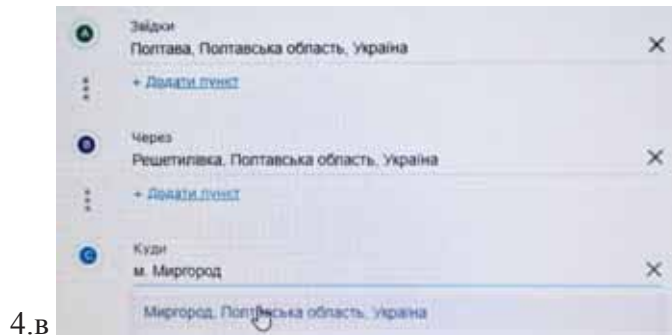 A
Звідки
Полтава, Полтавська область, Україна
+ Додати пункт
B
Через
Решетилівка, Полтавська область, Україна
+ Додати пункт
C
Куди
м. Миргород
Миргород, Полтавська область, Україна
4.в